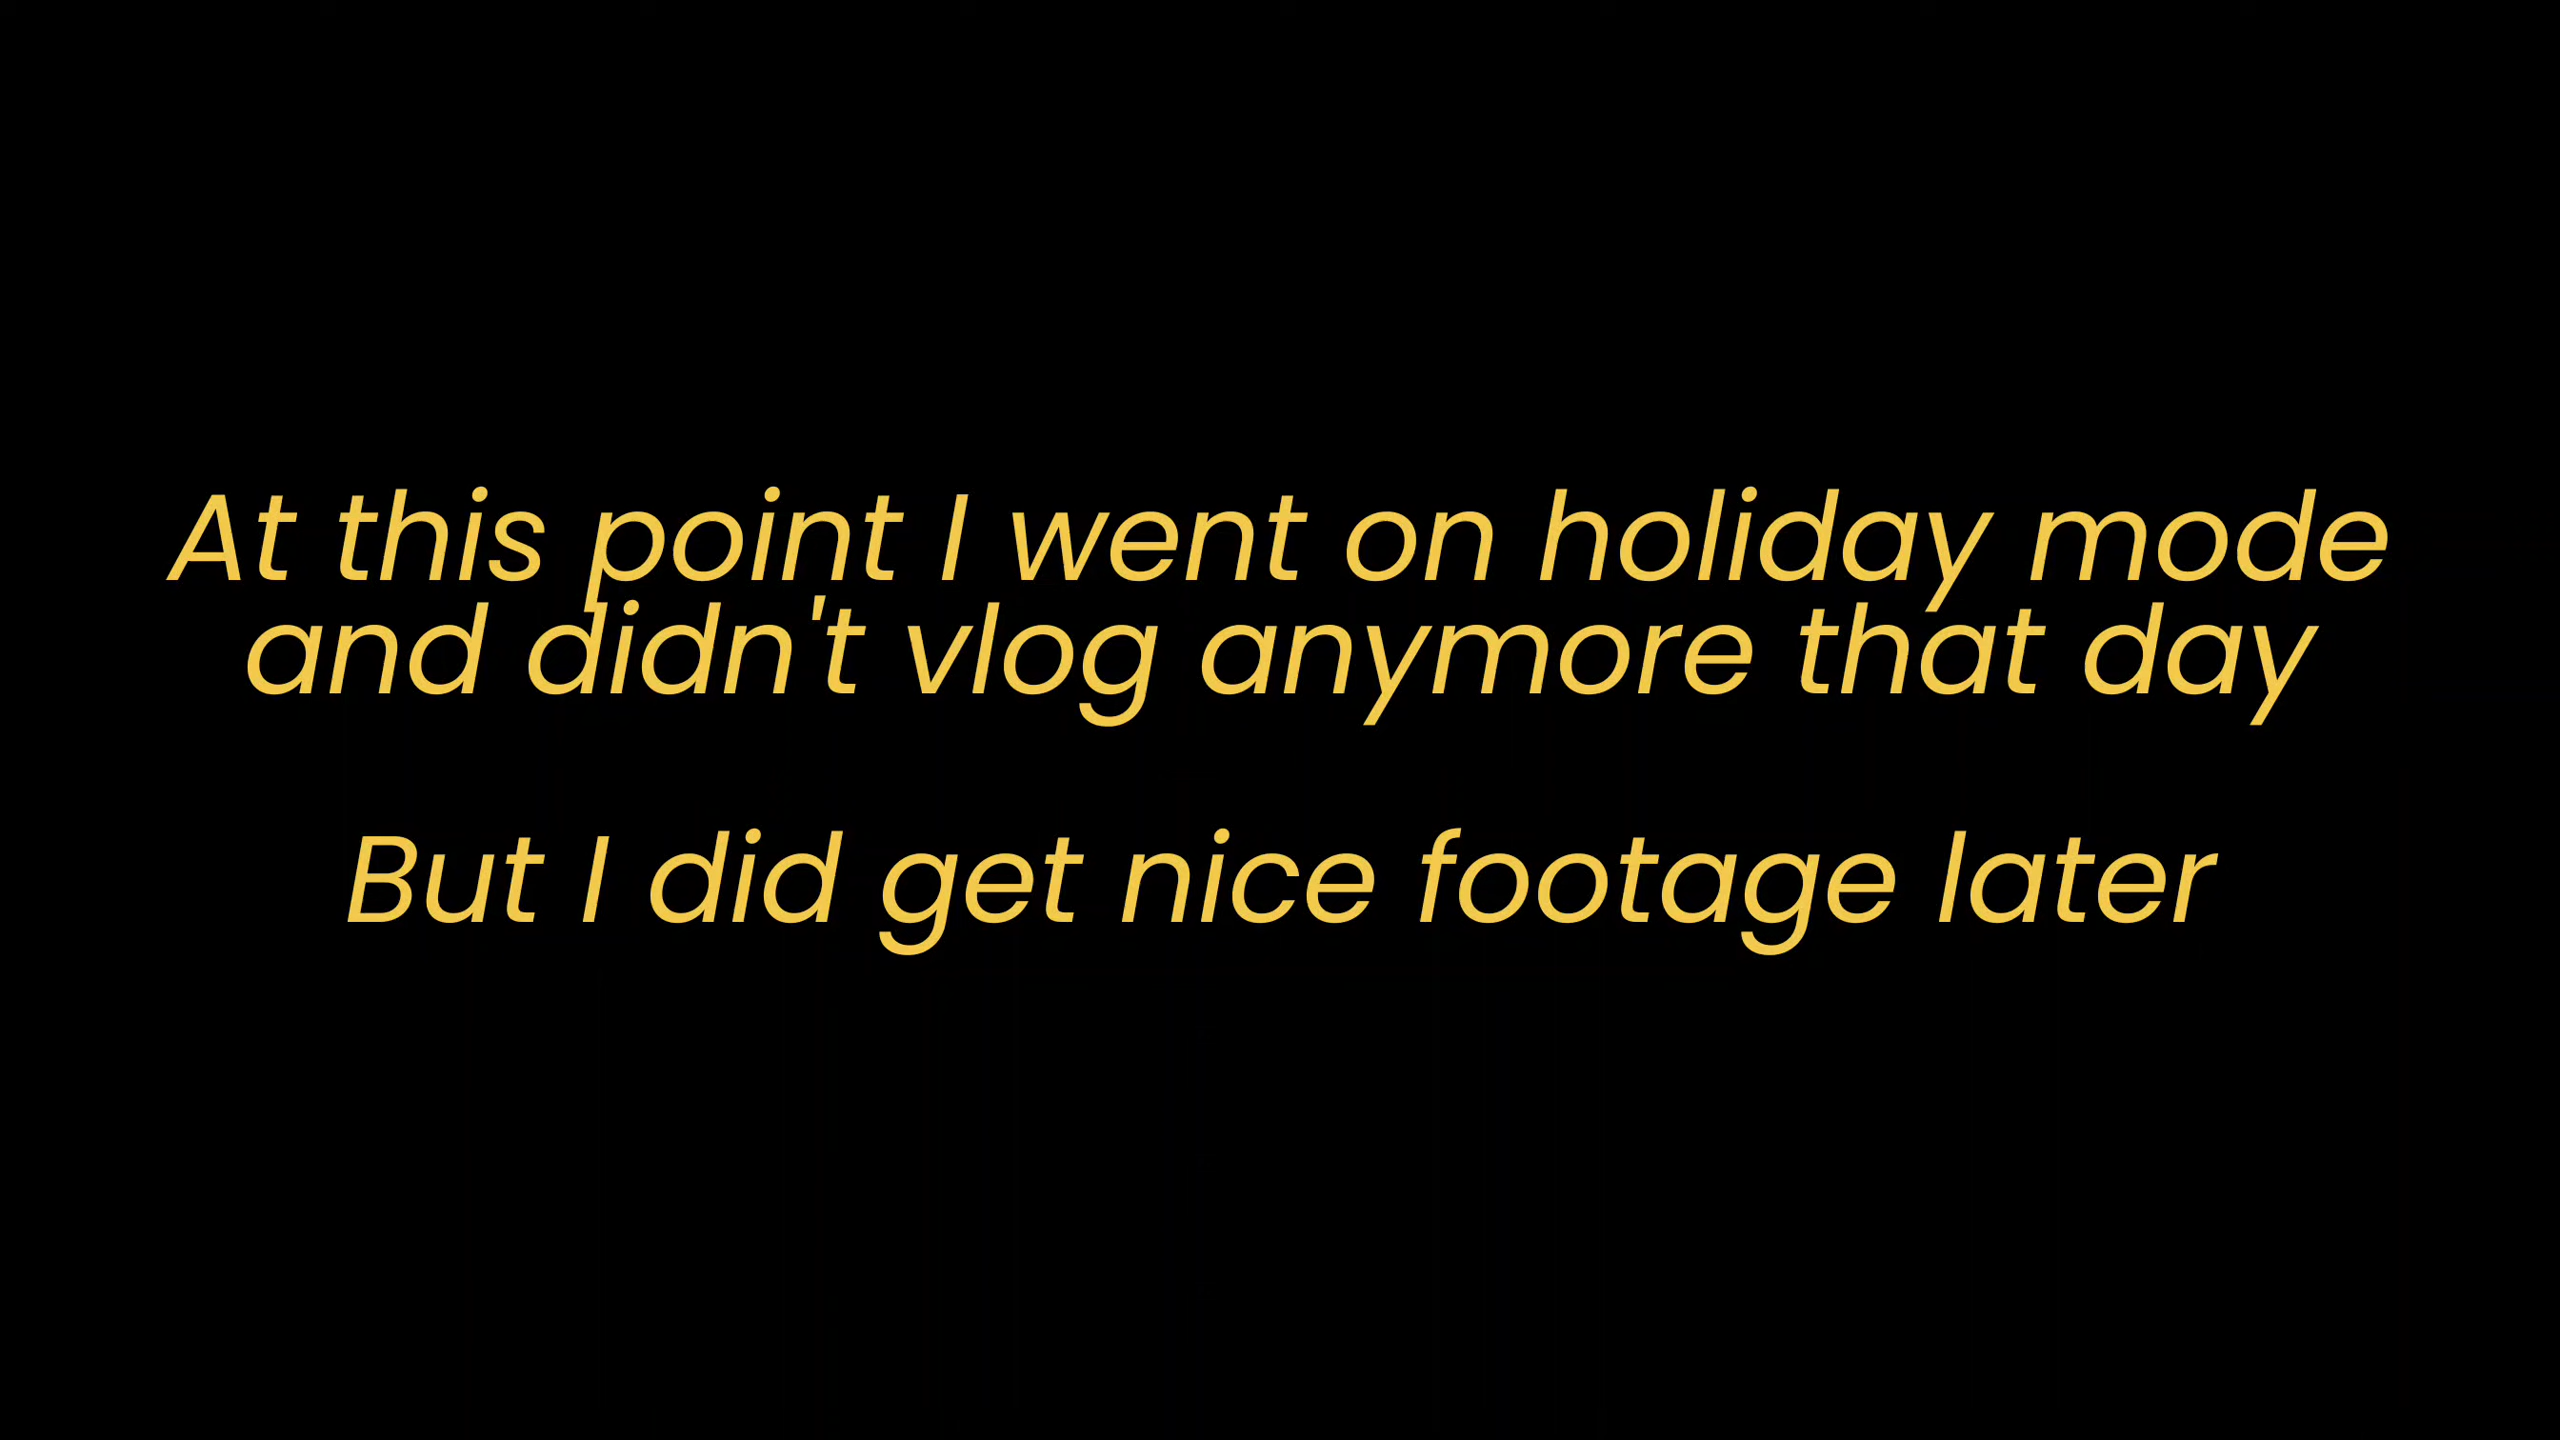 At this point I went on holiday mode
and didn't vlog anymore that day
But I did get nice footage later